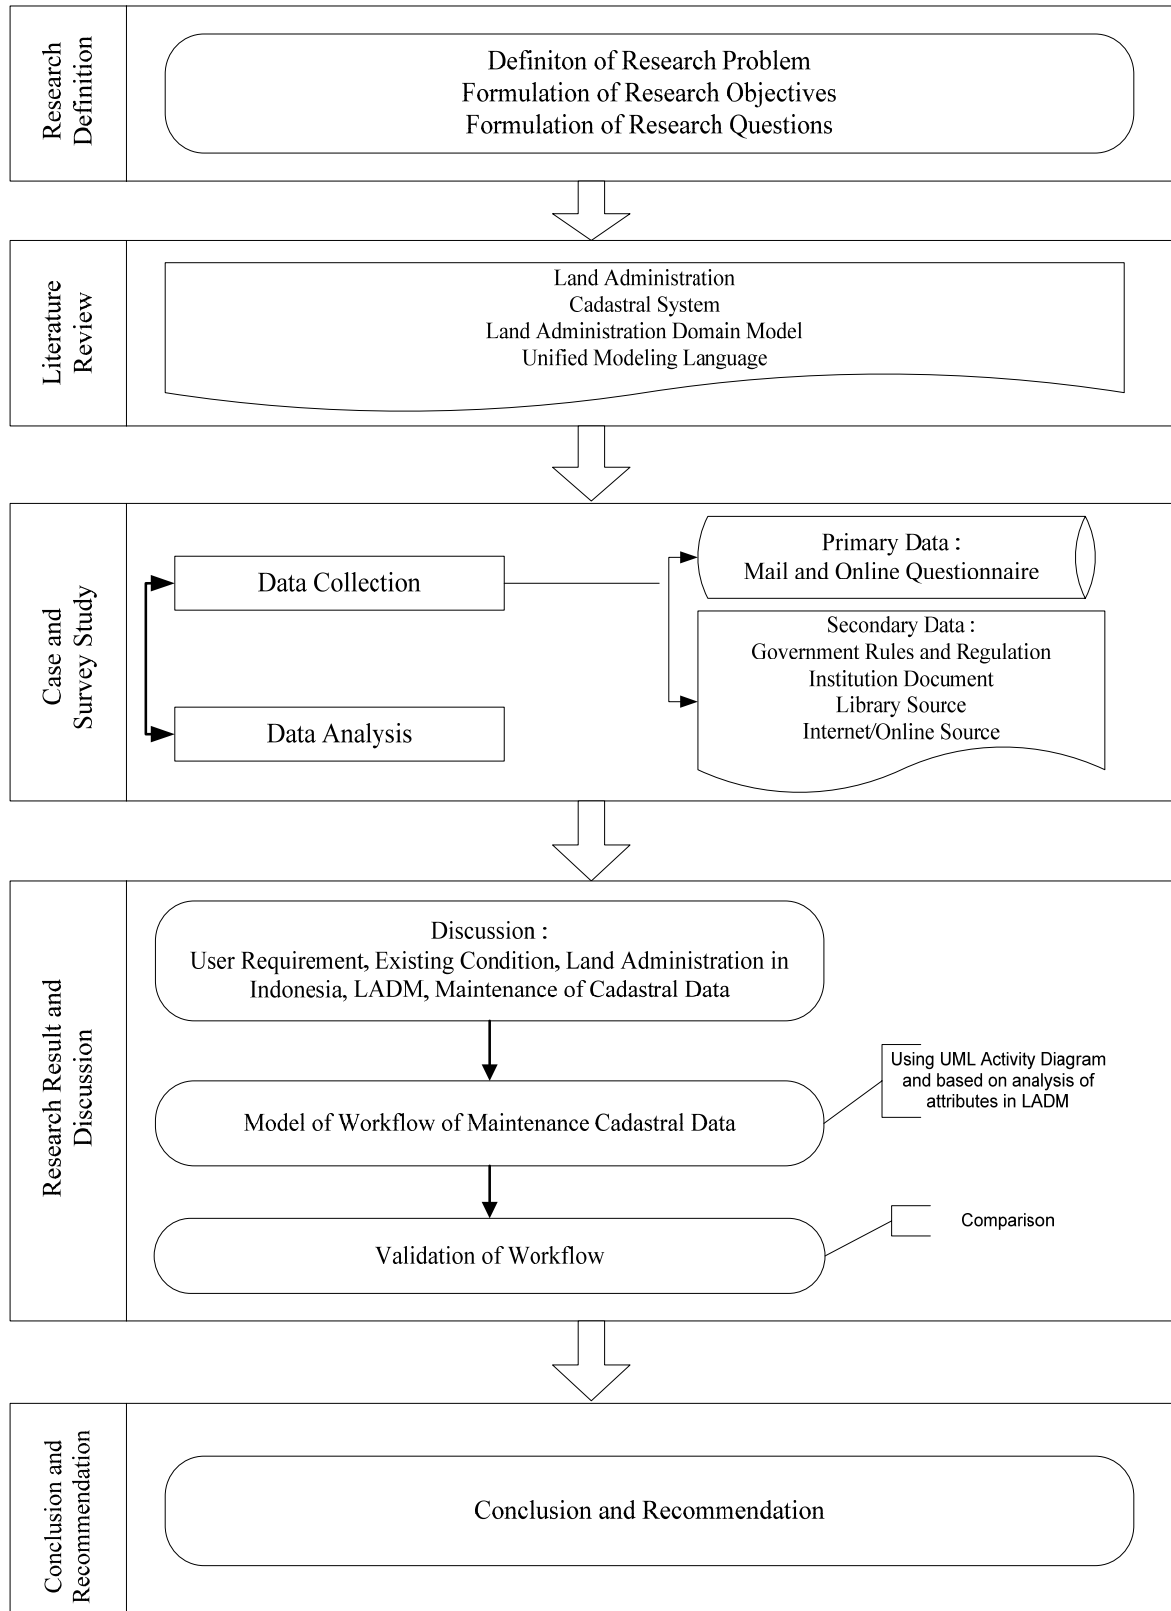 Research
Definition
Definiton of Research Problem
Formulation of Research Objectives
Formulation of Research Questions
Literature
Review
Land Administration
Cadastral System
Land Administration Domain Model
Unified Modeling Language
Case and
Survey Study
Data Collection
Data Analysis
Primary Data :
Mail and Online Questionnaire
Secondary Data :
Government Rules and Regulation
Institution Document
Library Source
Internet/Online Source
Research Result and
Discussion
Discussion :
User Requirement, Existing Condition, Land Administration in
Indonesia, LADM, Maintenance of Cadastral Data
Model of Workflow of Maintenance Cadastral Data
Using UML Activity Diagram
and based on analysis of
attributes in LADM
Validation of Workflow
Comparison
Conclusion and
Recommendation
Conclusion and Recommendation